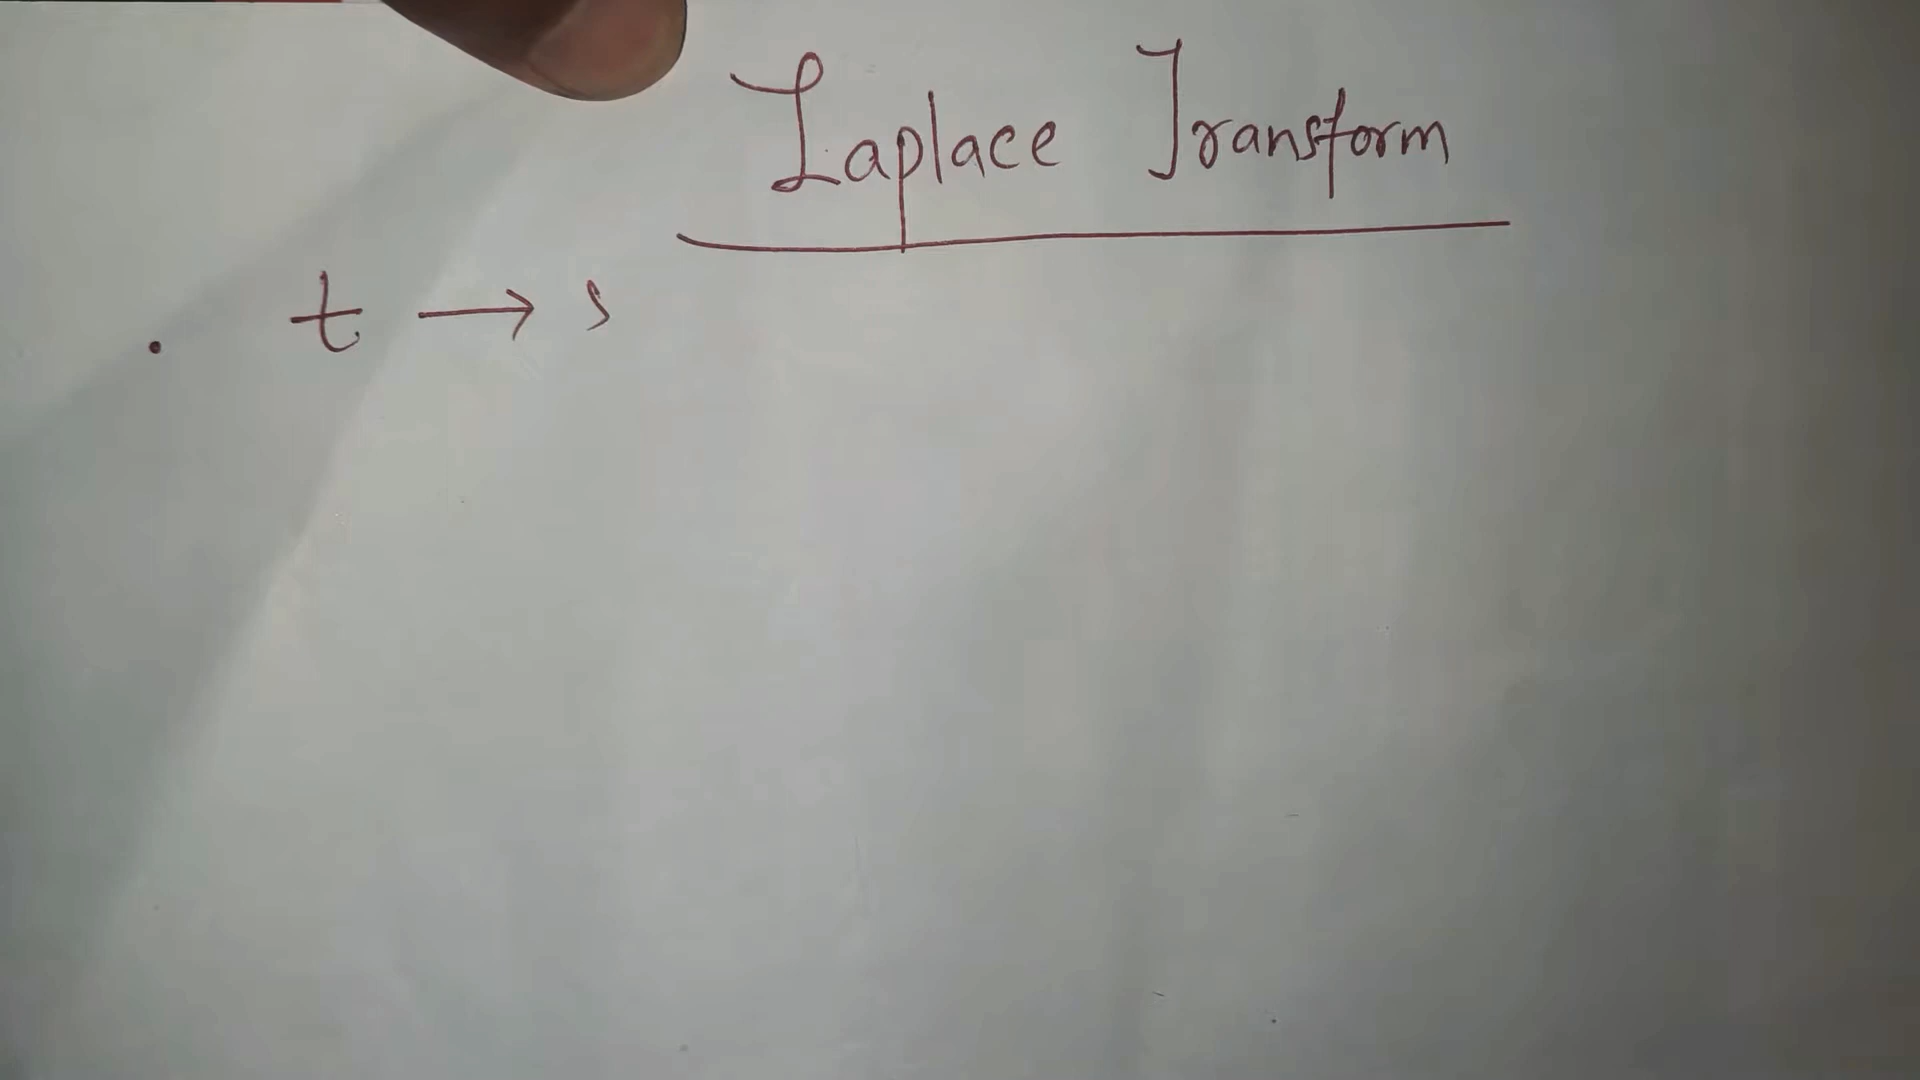 Laplace Transform
. t → s